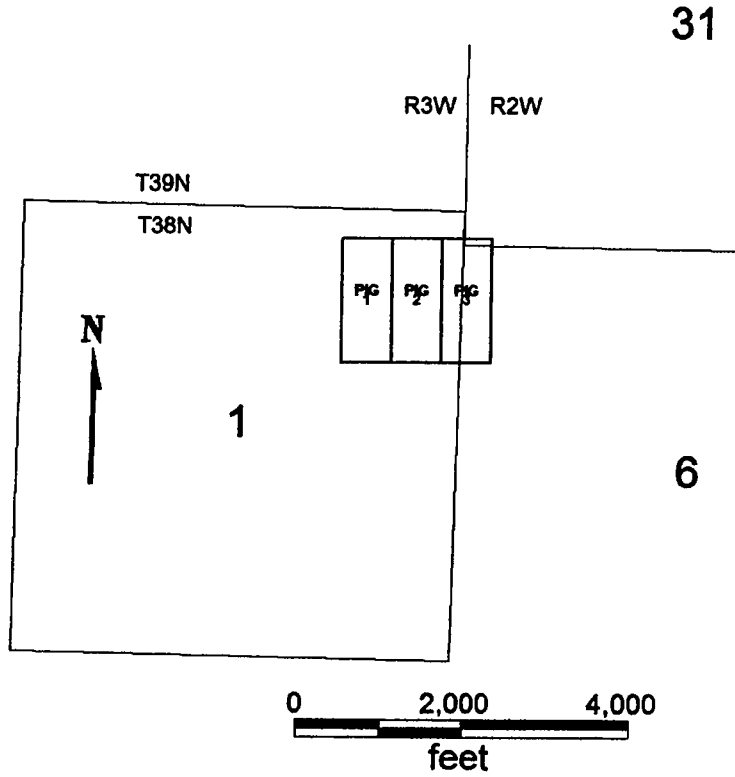 31
R3W R2W
T39N
T38N
PIG
1
PIG
2
PIG
3
N
1
6
0 2,000 4,000
feet